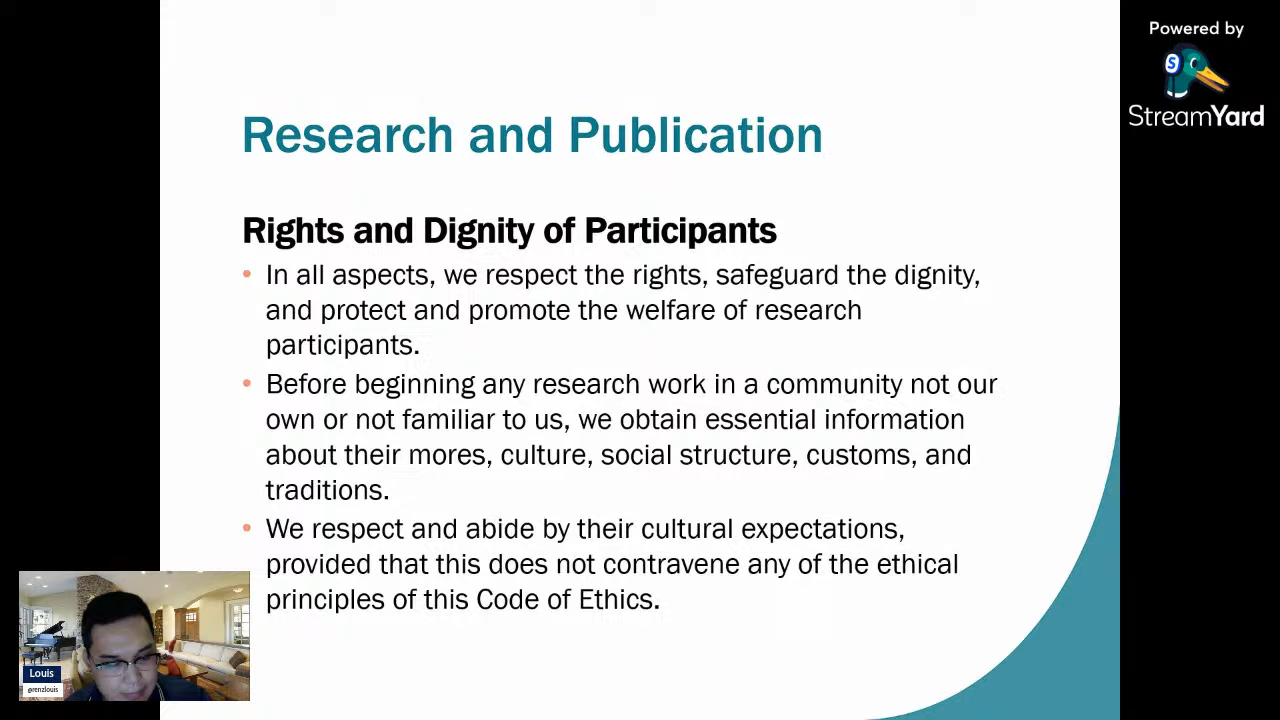 Powered by
S
StreamYard
Research and Publication
Rights and Dignity of Participants
• In all aspects, we respect the rights, safeguard the dignity,
and protect and promote the welfare of research
participants.
• Before beginning any research work in a community not our
own or not familiar to us, we obtain essential information
about their mores, culture, social structure, customs, and
traditions.
• We respect and abide by their cultural expectations,
provided that this does not contravene any of the ethical
principles of this Code of Ethics.
Louis
@renzlouis